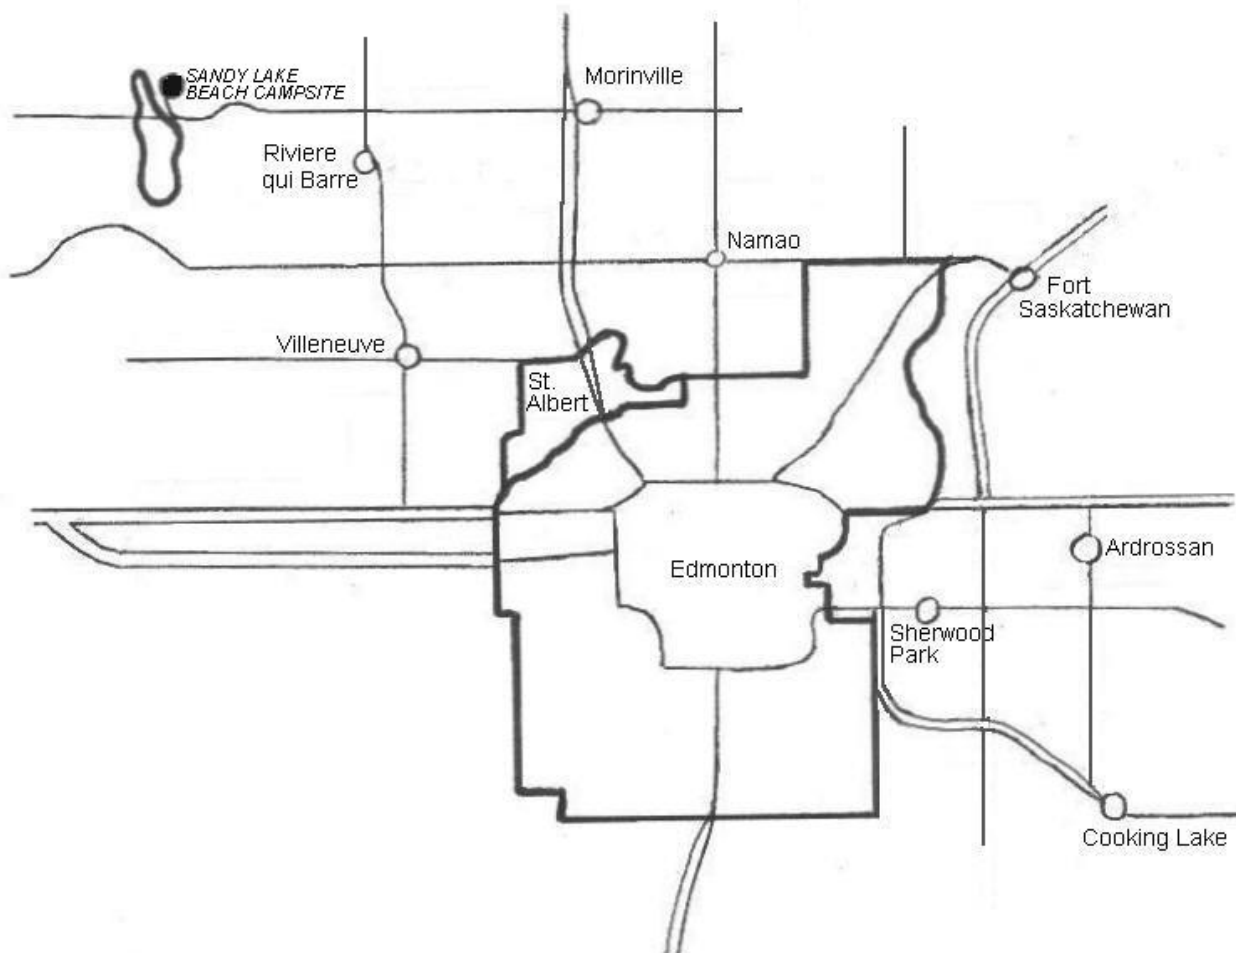 SANDY LAKE
BEACH CAMPSITE
Morinville
Riviere
qui Barre
Namao
Fort
Saskatchewan
Villeneuve
St.
Albert
Edmonton
Ardrossan
Sherwood
Park
Cooking Lake